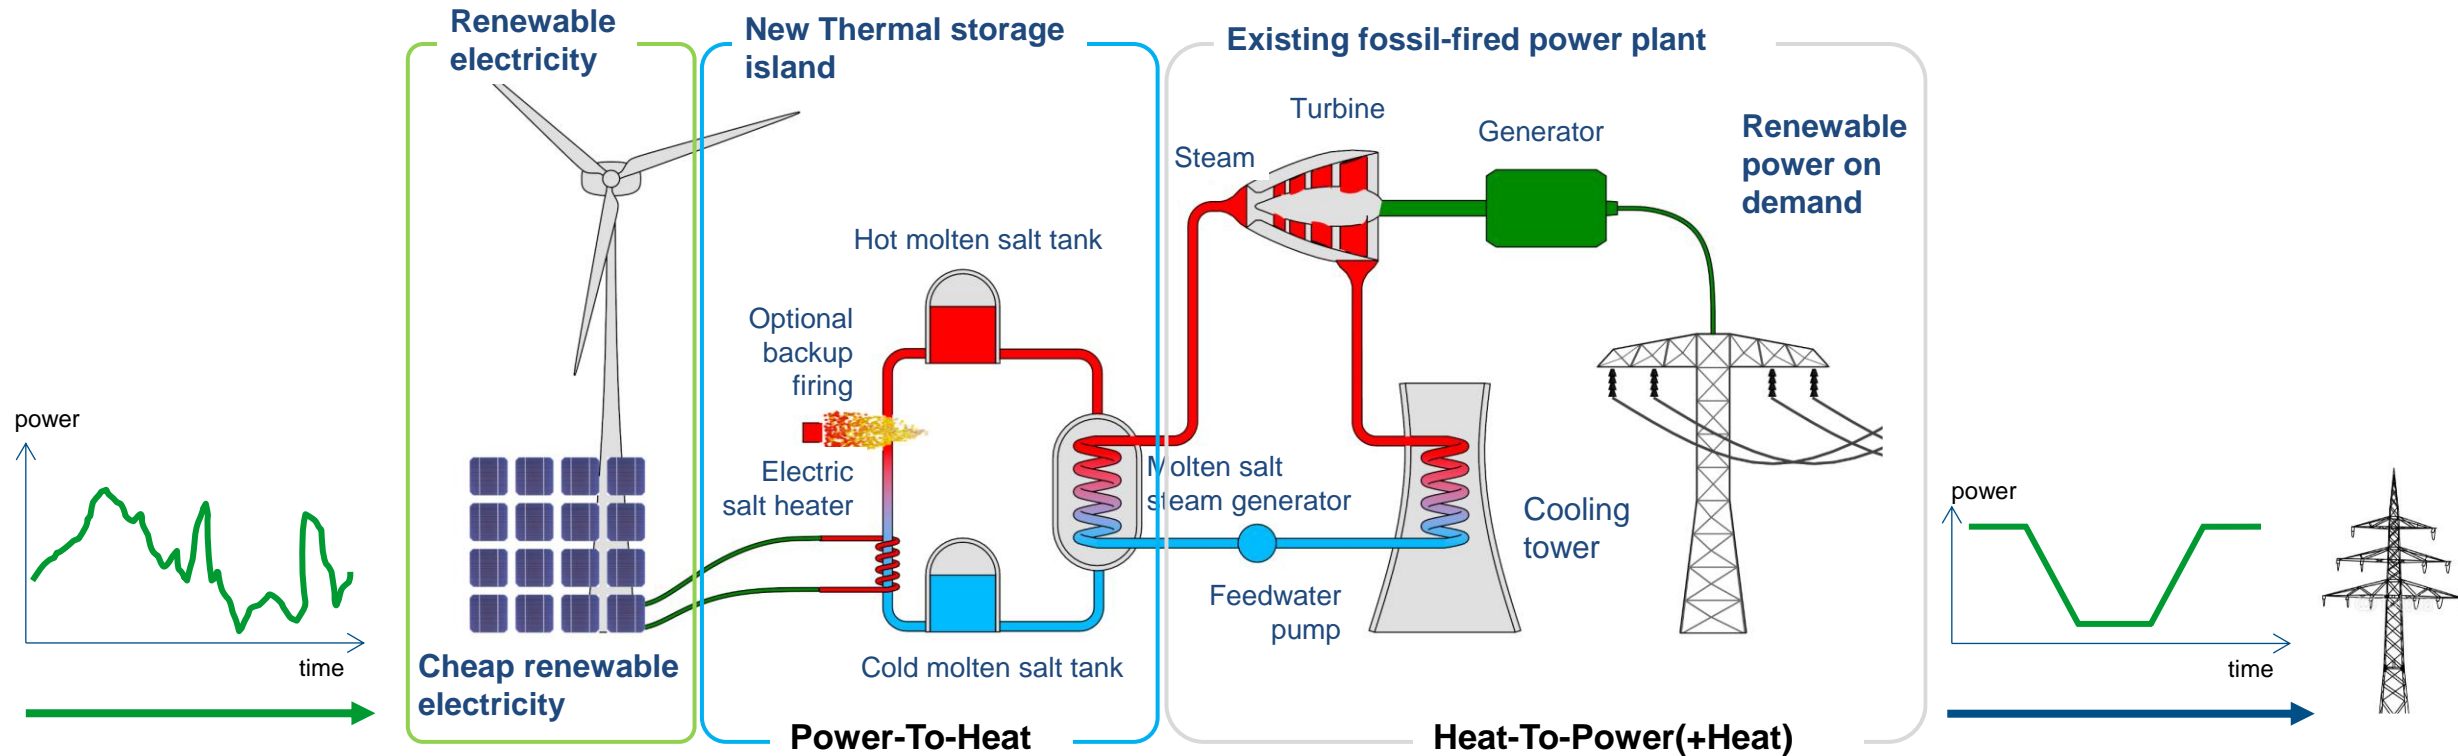 Renewable
electricity
New Thermal storage
island
Existing fossil-fired power plant
Turbine
Generator
Steam
Renewable
power on
demand
Hot molten salt tank
Optional
backup
firing
power
Electric
salt heater
Molten salt
steam generator
Cooling
tower
power
Feedwater
pump
time
Cheap renewable
electricity
Cold molten salt tank
time
Power-To-Heat
Heat-To-Power(+Heat)